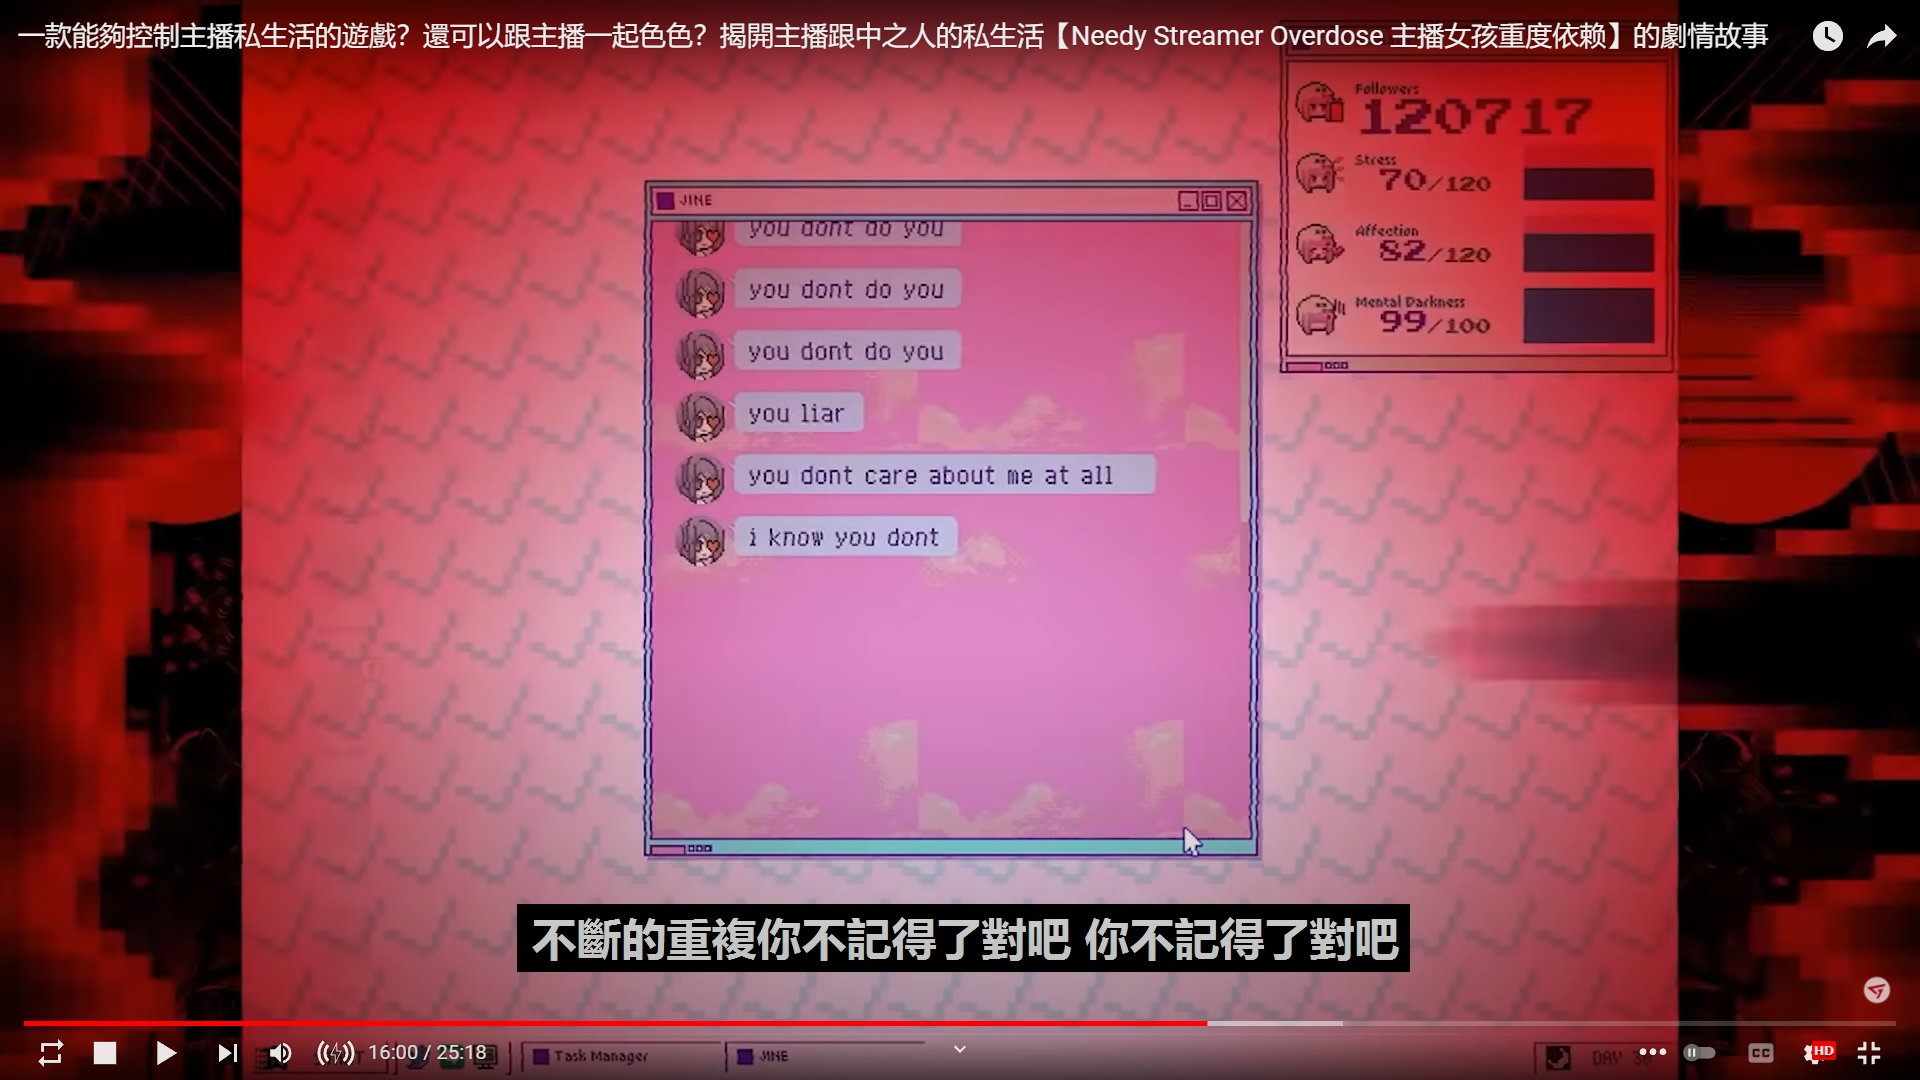 一款能夠控制主播私生活的遊戲？還可以跟主播一起色色？揭開主播跟中之人的私生活【Needy Streamer Overdose 主播女孩重度依赖】的劇情故事
Followers
120717
Stress
70/120
Affection
82/120
Mental Darkness
99/100
JINE
you dont do you
you dont do you
you dont do you
you liar
you dont care about me at all
i know you dont
不斷的重複你不記得了對吧 你不記得了對吧
16:00 / 25:18
Task Manager
JINE
DAY
CC
HD